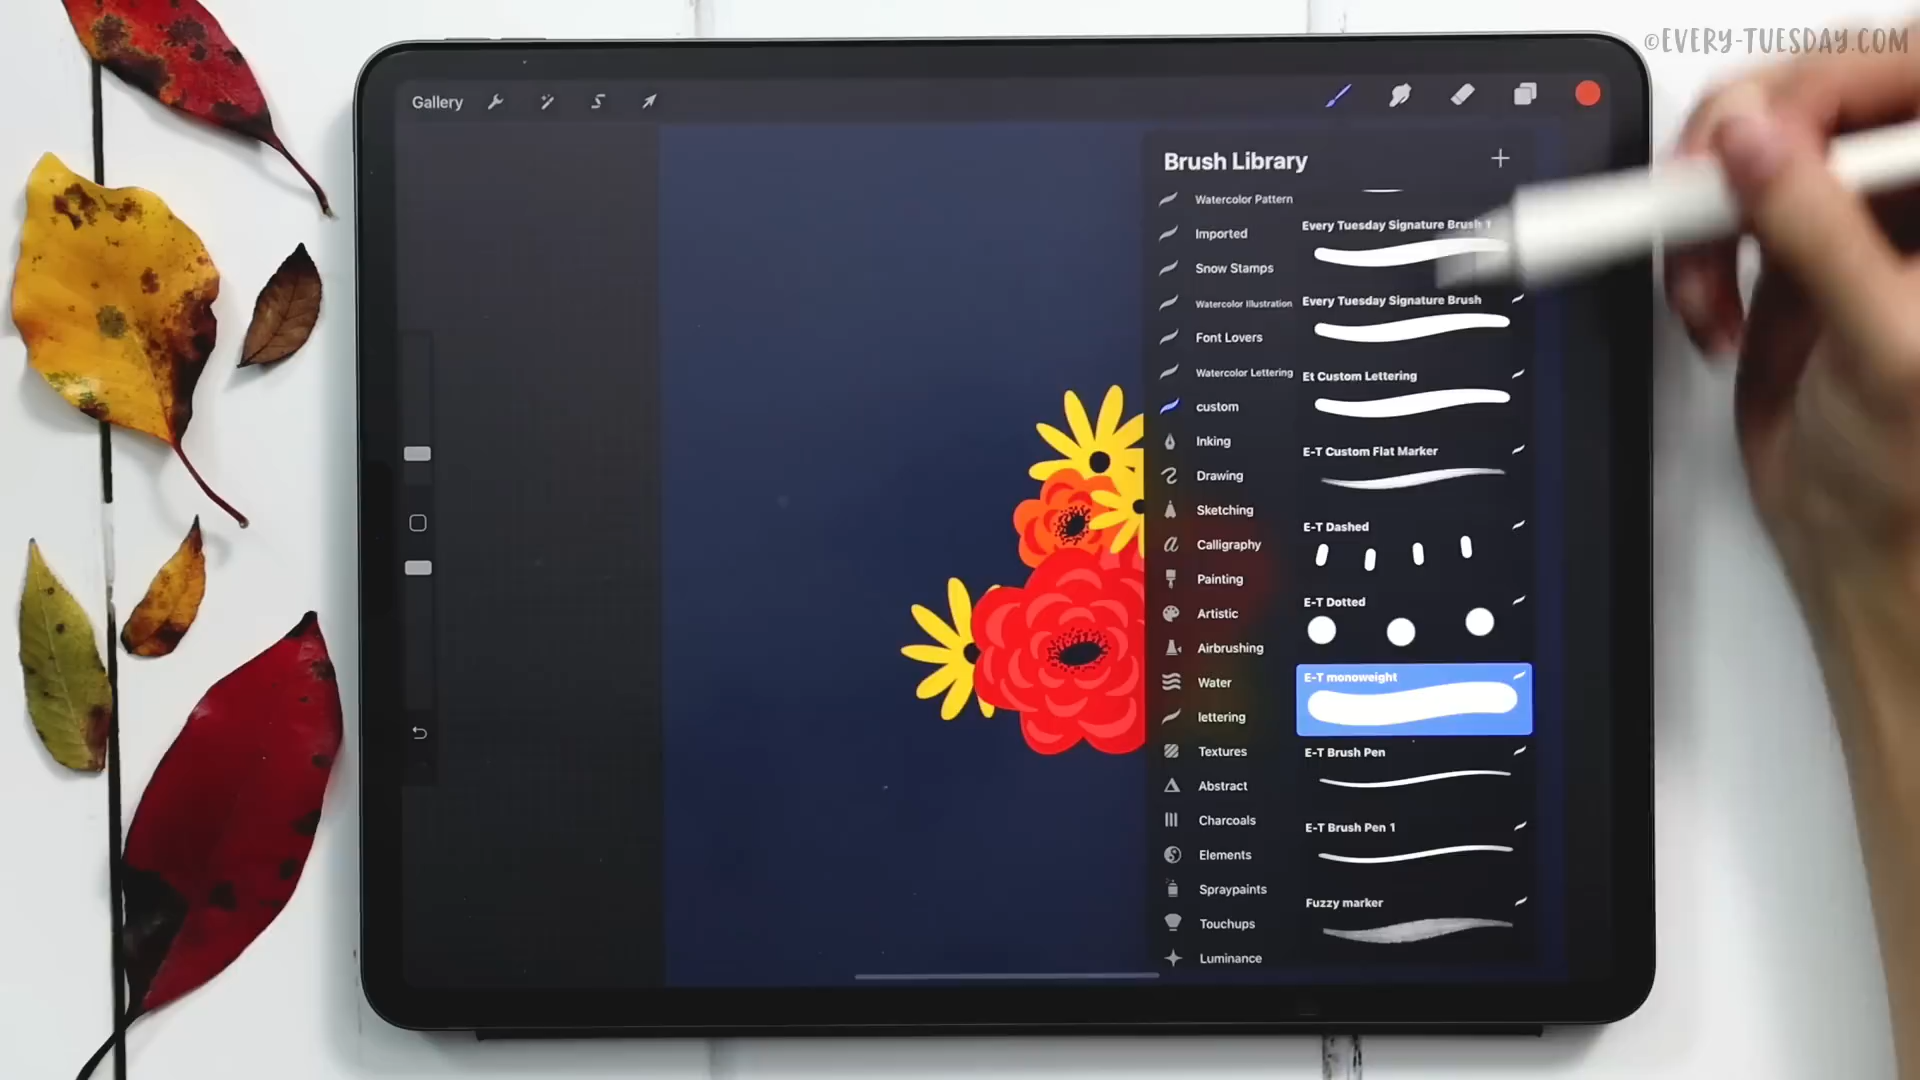 ©EVERY-TUESDAY.COM
Gallery
Brush Library
Watercolor Pattern
Imported
Snow Stamps
Watercolor Illustration
Font Lovers
Watercolor Lettering
custom
Inking
Drawing
Sketching
Calligraphy
Painting
Artistic
Airbrushing
Water
lettering
Textures
Abstract
Charcoals
Elements
Spraypaints
Touchups
Luminance
Every Tuesday Signature Brush 1
Every Tuesday Signature Brush
Et Custom Lettering
E-T Custom Flat Marker
E-T Dashed
E-T Dotted
E-T monoweight
E-T Brush Pen
E-T Brush Pen 1
Fuzzy marker